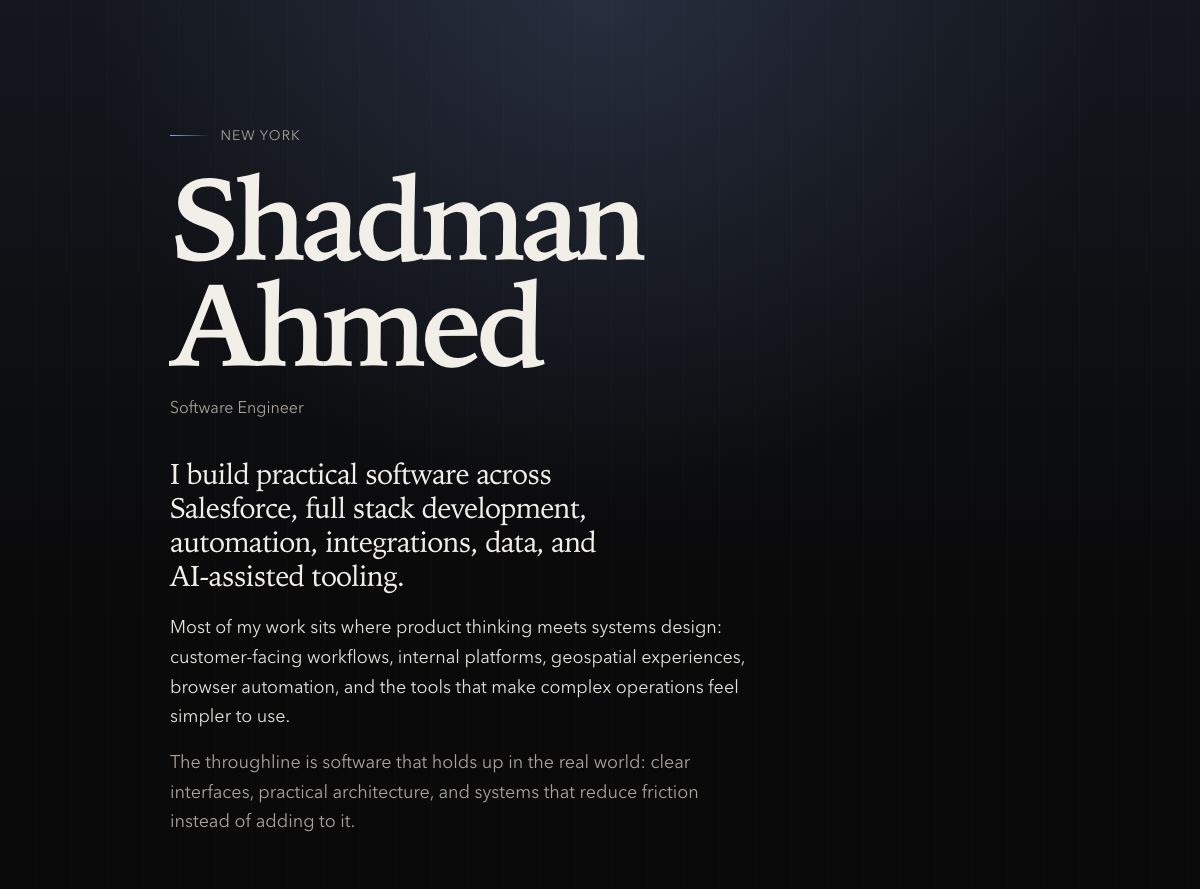 NEW YORK
Shadman
Ahmed
Software Engineer
I build practical software across
Salesforce, full stack development,
automation, integrations, data, and
AI-assisted tooling.
Most of my work sits where product thinking meets systems design:
customer-facing workflows, internal platforms, geospatial experiences,
browser automation, and the tools that make complex operations feel
simpler to use.
The throughline is software that holds up in the real world: clear
interfaces, practical architecture, and systems that reduce friction
instead of adding to it.